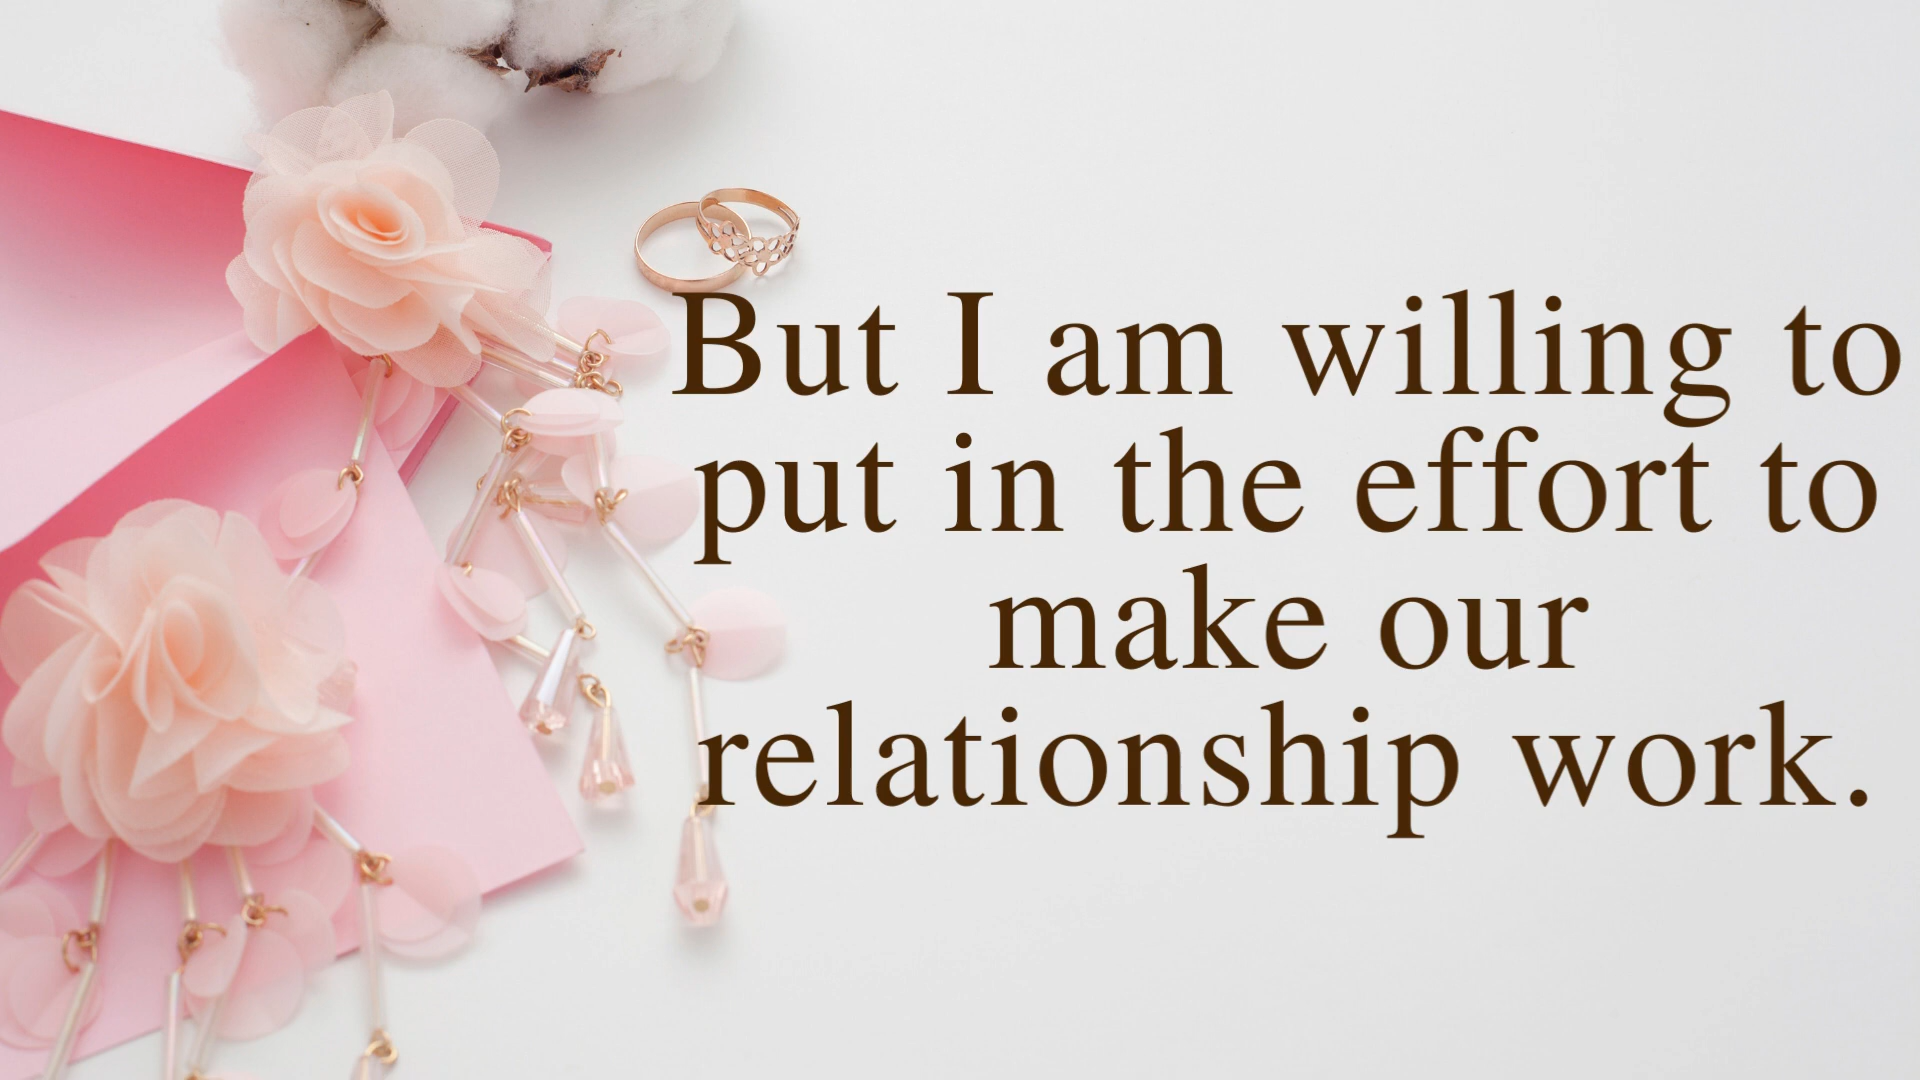 But I am willing to
put in the effort to
make our
relationship work.